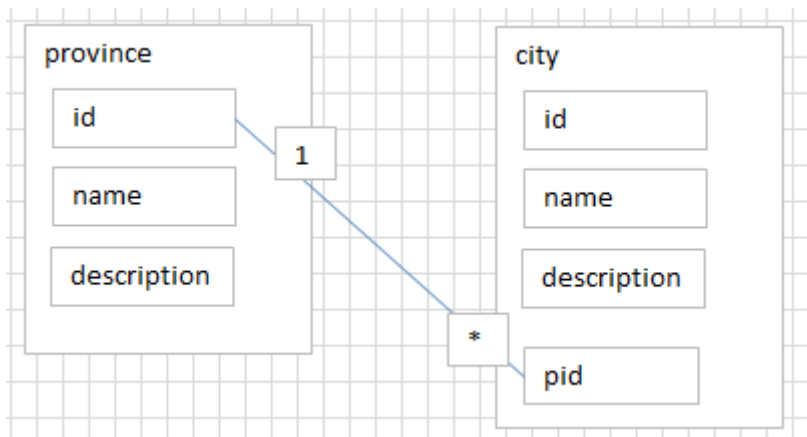 province
id
name
description
1
*
city
id
name
description
pid